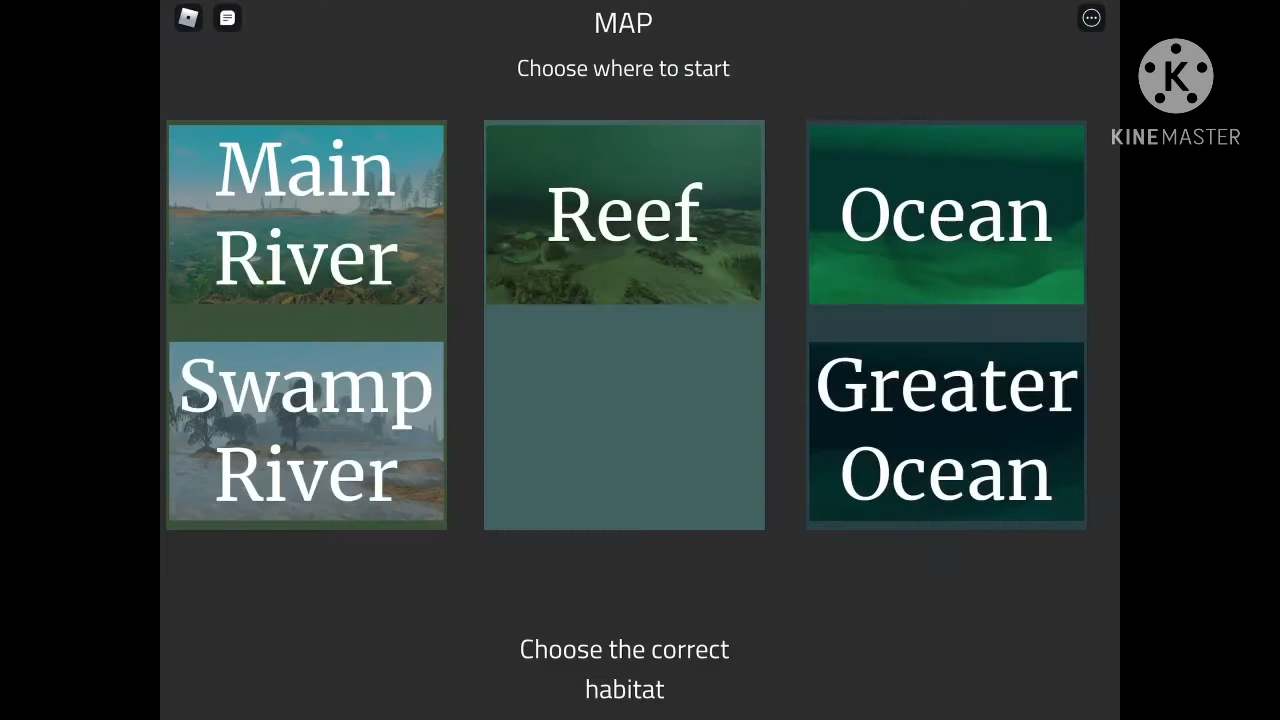 MAP
Choose where to start
Main
River
Reef
Ocean
Swamp
River
Greater
Ocean
Choose the correct
habitat
K
KINEMASTER